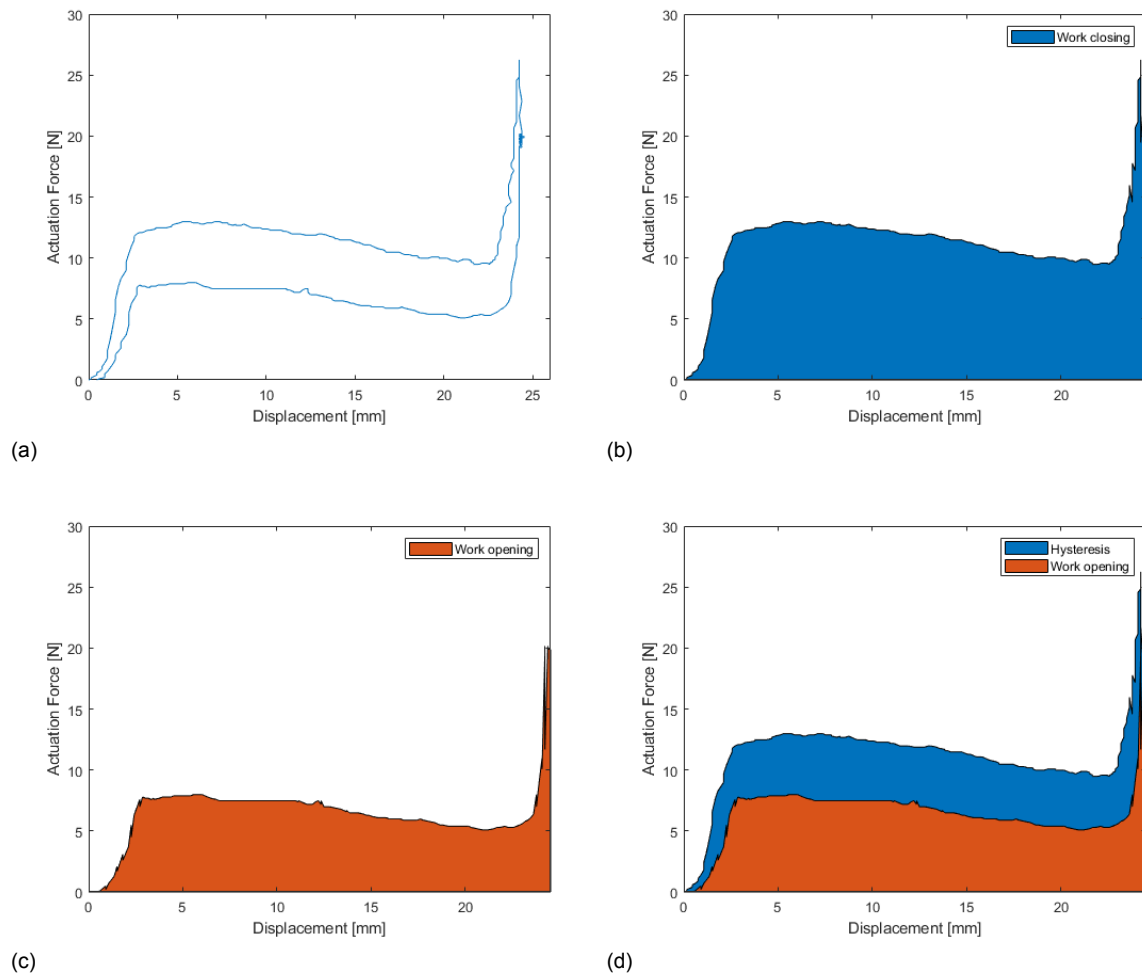 30
25
20
15
10
5
0
Actuation Force [N]
0 5 10 15 20 25
Displacement [mm]
(a)
Work closing
30
25
20
15
10
5
0
Actuation Force [N]
0 5 10 15 20
Displacement [mm]
(b)
Work opening
30
25
20
15
10
5
0
Actuation Force [N]
0 5 10 15 20
Displacement [mm]
(c)
Hysteresis
Work opening
30
25
20
15
10
5
0
Actuation Force [N]
0 5 10 15 20
Displacement [mm]
(d)